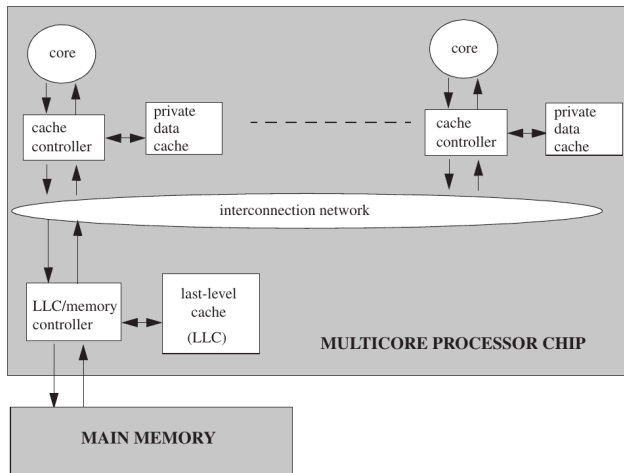 core
core
cache
controller
private
data
cache
cache
controller
private
data
cache
interconnection network
LLC/memory
controller
last-level
cache
(LLC)
MULTICORE PROCESSOR CHIP
MAIN MEMORY